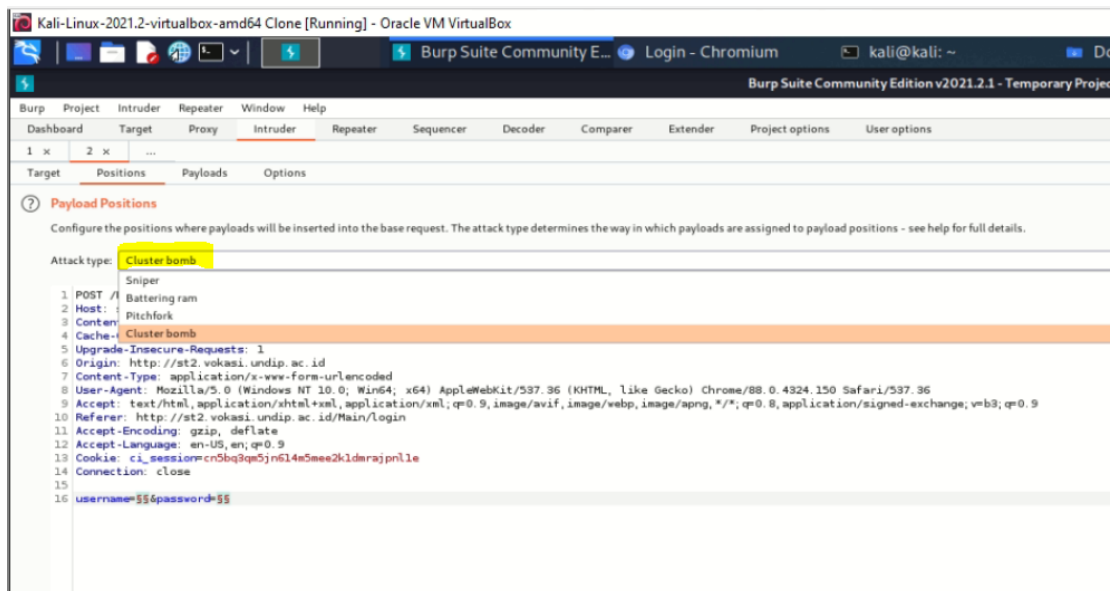 Kali-Linux-2021.2-virtualbox-amd64 Clone [Running] - Oracle VM VirtualBox
Burp Suite Community E... Login - Chromium kali@kali: ~ Do
Burp Suite Community Edition v2021.2.1 - Temporary Projec
Burp Project Intruder Repeater Window Help
Dashboard Target Proxy Intruder Repeater Sequencer Decoder Comparer Extender Project options User options
1 × 2 × ...
Target Positions Payloads Options
? Payload Positions
Configure the positions where payloads will be inserted into the base request. The attack type determines the way in which payloads are assigned to payload positions - see help for full details.
Attack type: Cluster bomb
Sniper
1 POST / Battering ram
2 Host: Pitchfork
3 Conten
4 Cache- Cluster bomb
5 Upgrade-Insecure-Requests: 1
6 Origin: http://st2.vokasi.undip.ac.id
7 Content-Type: application/x-www-form-urlencoded
8 User-Agent: Mozilla/5.0 (Windows NT 10.0; Win64; x64) AppleWebKit/537.36 (KHTML, like Gecko) Chrome/88.0.4324.150 Safari/537.36
9 Accept: text/html,application/xhtml+xml,application/xml;q=0.9,image/avif,image/webp,image/apng,*/*;q=0.8,application/signed-exchange;v=b3;q=0.9
10 Referer: http://st2.vokasi.undip.ac.id/Main/login
11 Accept-Encoding: gzip, deflate
12 Accept-Language: en-US,en;q=0.9
13 Cookie: ci_session=cn5bq3qm5jn614m5mee2k1dmrajpnl1e
14 Connection: close
15
16 username=§§&password=§§